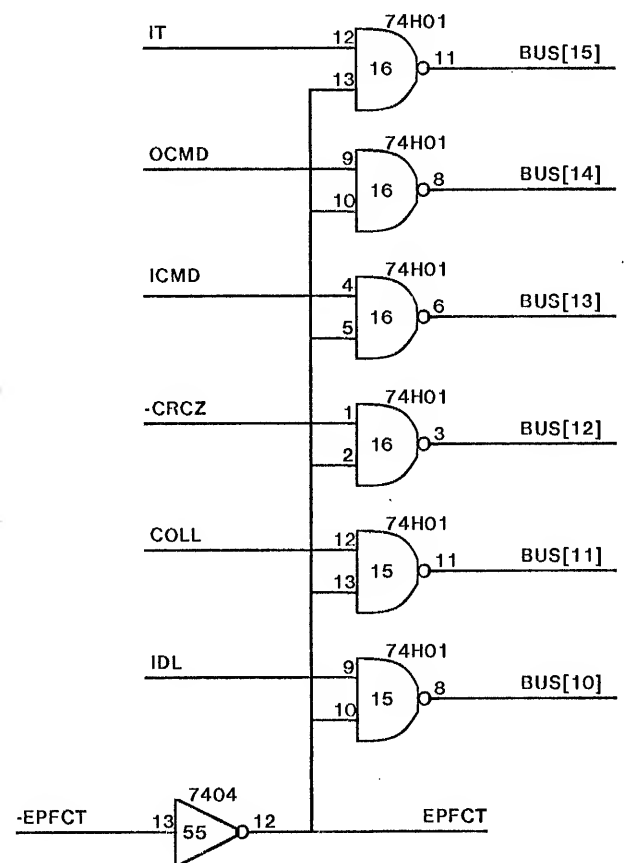 IT 12 74H01
13 16 11 BUS[15]
OCMD 9 74H01
10 16 8 BUS[14]
ICMD 4 74H01
5 16 6 BUS[13]
-CRCZ 1 74H01
2 16 3 BUS[12]
COLL 12 74H01
13 15 11 BUS[11]
IDL 9 74H01
10 15 8 BUS[10]
7404
-EPFCT 13 55 12 EPFCT